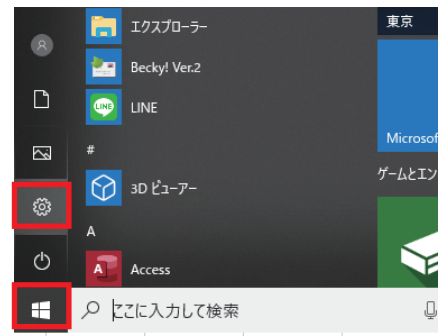 エクスプローラー
東京
Becky! Ver.2
LINE
LINE
Microsof
#
ゲームとエン
3D ビューアー
A
A
Access
ここに入力して検索